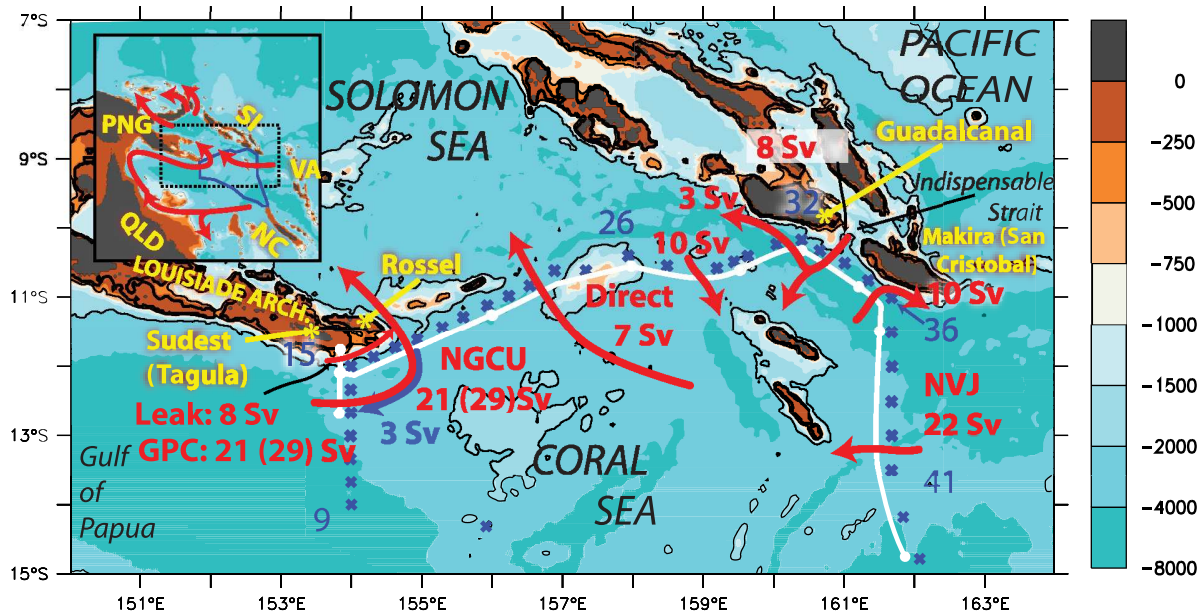 7°S
9°S
11°S
13°S
15°S
151°E
153°E
155°E
157°E
159°E
161°E
163°E
PNG
SI
VA
QLD
NC
SOLOMON
SEA
PACIFIC
OCEAN
Guadalcanal
8 Sv
Indispensable
Strait
Makira (San
Cristobal)
3 Sv
32
26
10 Sv
10 Sv
36
LOUISIADE ARCH.
Rossel
Sudest
(Tagula)
15
Direct
7 Sv
NGCU
21 (29)Sv
3 Sv
Leak: 8 Sv
GPC: 21 (29) Sv
NVJ
22 Sv
41
Gulf
of
Papua
9
CORAL
SEA
0
−250
−500
−750
−1000
−1500
−2000
−4000
−8000